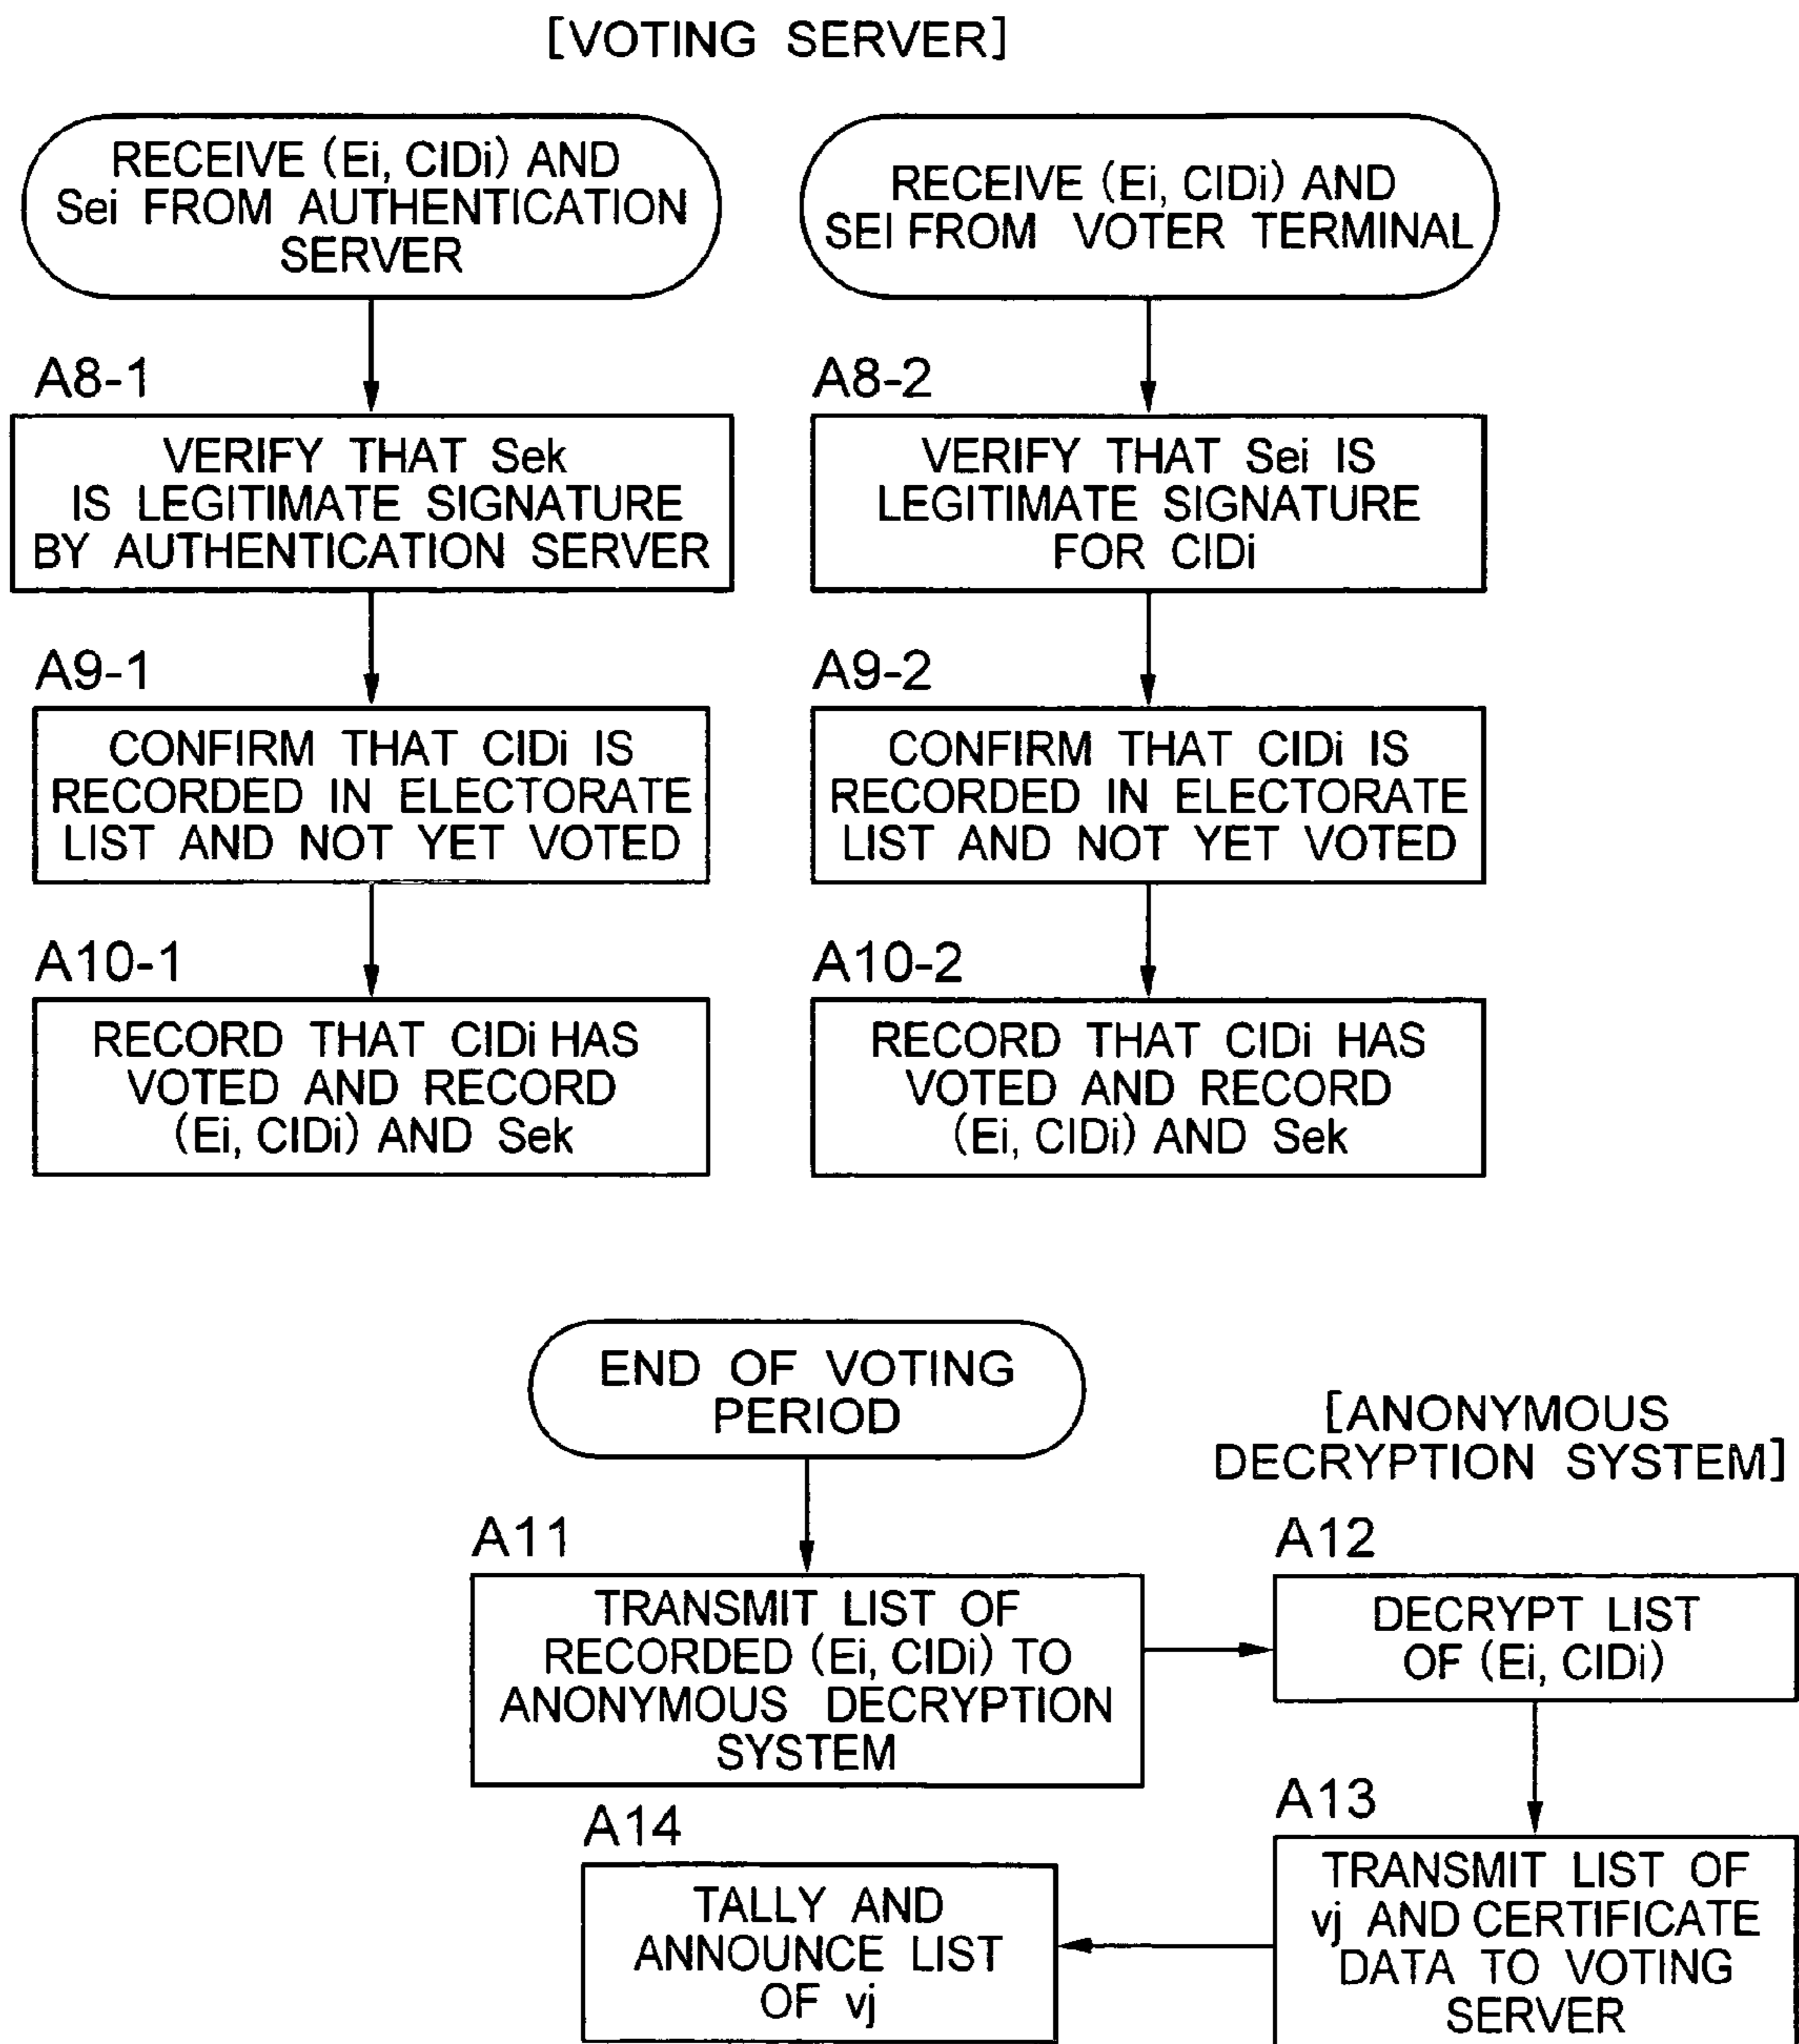 [VOTING SERVER]
RECEIVE (Ei, CIDi) AND
Sei FROM AUTHENTICATION
SERVER
RECEIVE (Ei, CIDi) AND
SEI FROM VOTER TERMINAL
A8-1
VERIFY THAT Sek
IS LEGITIMATE SIGNATURE
BY AUTHENTICATION SERVER
A8-2
VERIFY THAT Sei IS
LEGITIMATE SIGNATURE
FOR CIDi
A9-1
CONFIRM THAT CIDi IS
RECORDED IN ELECTORATE
LIST AND NOT YET VOTED
A9-2
CONFIRM THAT CIDi IS
RECORDED IN ELECTORATE
LIST AND NOT YET VOTED
A10-1
RECORD THAT CIDi HAS
VOTED AND RECORD
(Ei, CIDi) AND Sek
A10-2
RECORD THAT CIDi HAS
VOTED AND RECORD
(Ei, CIDi) AND Sek
END OF VOTING
PERIOD
[ANONYMOUS
DECRYPTION SYSTEM]
A11
TRANSMIT LIST OF
RECORDED (Ei, CIDi) TO
ANONYMOUS DECRYPTION
SYSTEM
A12
DECRYPT LIST
OF (Ei, CIDi)
A13
TRANSMIT LIST OF
vj AND CERTIFICATE
DATA TO VOTING
SERVER
A14
TALLY AND
ANNOUNCE LIST
OF vj